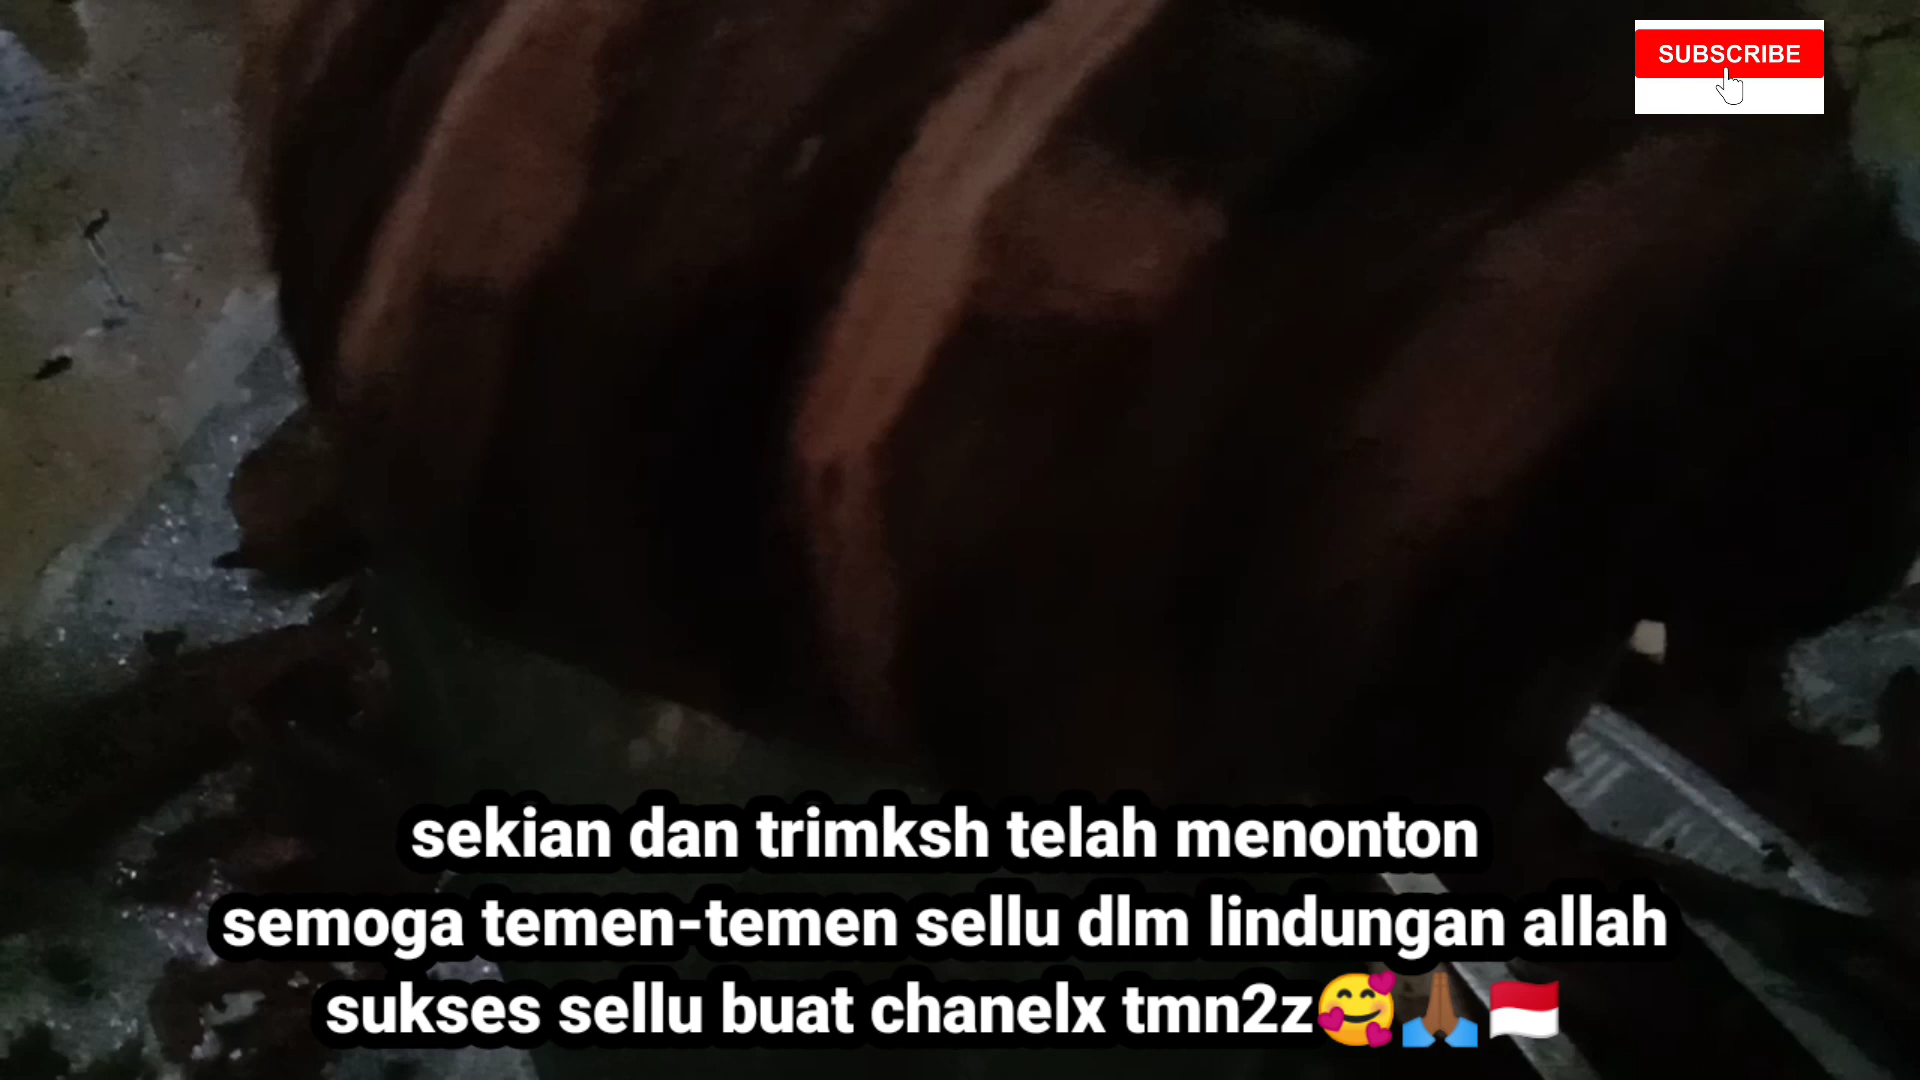 SUBSCRIBE
sekian dan trimksh telah menonton
semoga temen-temen sellu dlm lindungan allah
sukses sellu buat chanelx tmn2z🥰🙏🏾🇮🇩